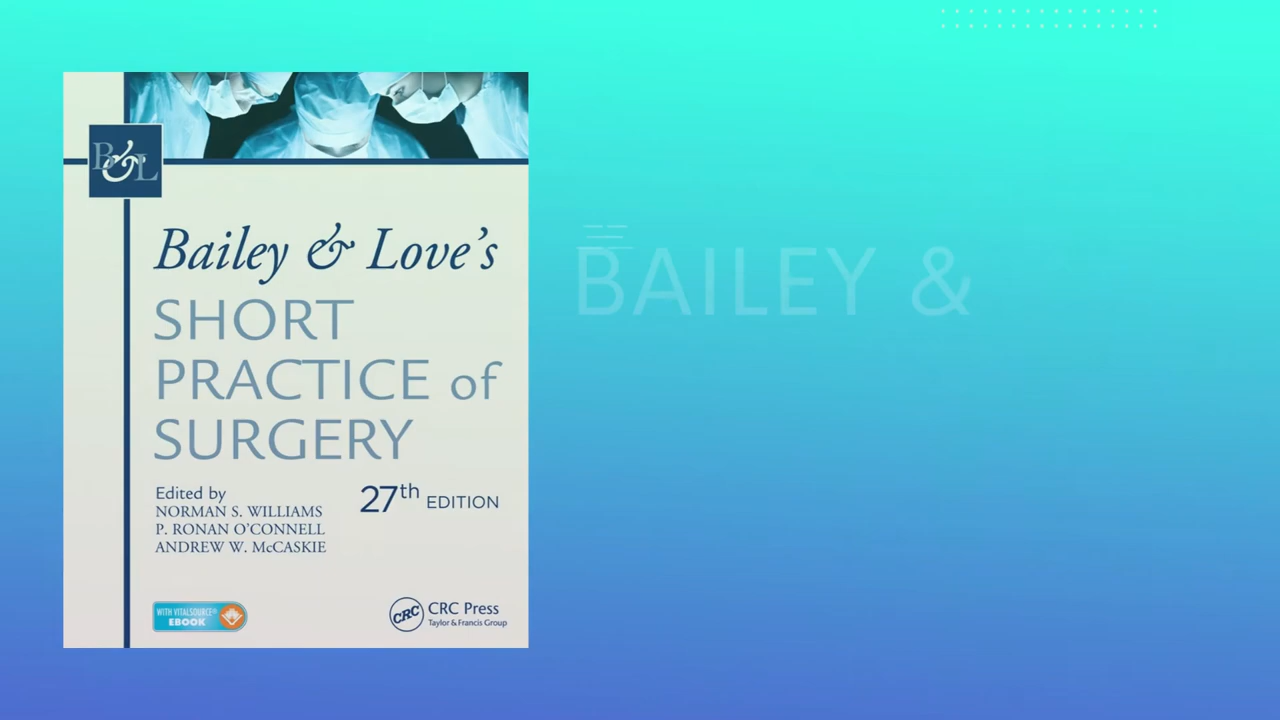 B&L
Bailey & Love's
SHORT
PRACTICE of
SURGERY
Edited by
NORMAN S. WILLIAMS
P. RONAN O'CONNELL
ANDREW W. McCASKIE
27th EDITION
WITH VITALSOURCE®
EBOOK
CRC
CRC Press
Taylor & Francis Group
BAILEY &